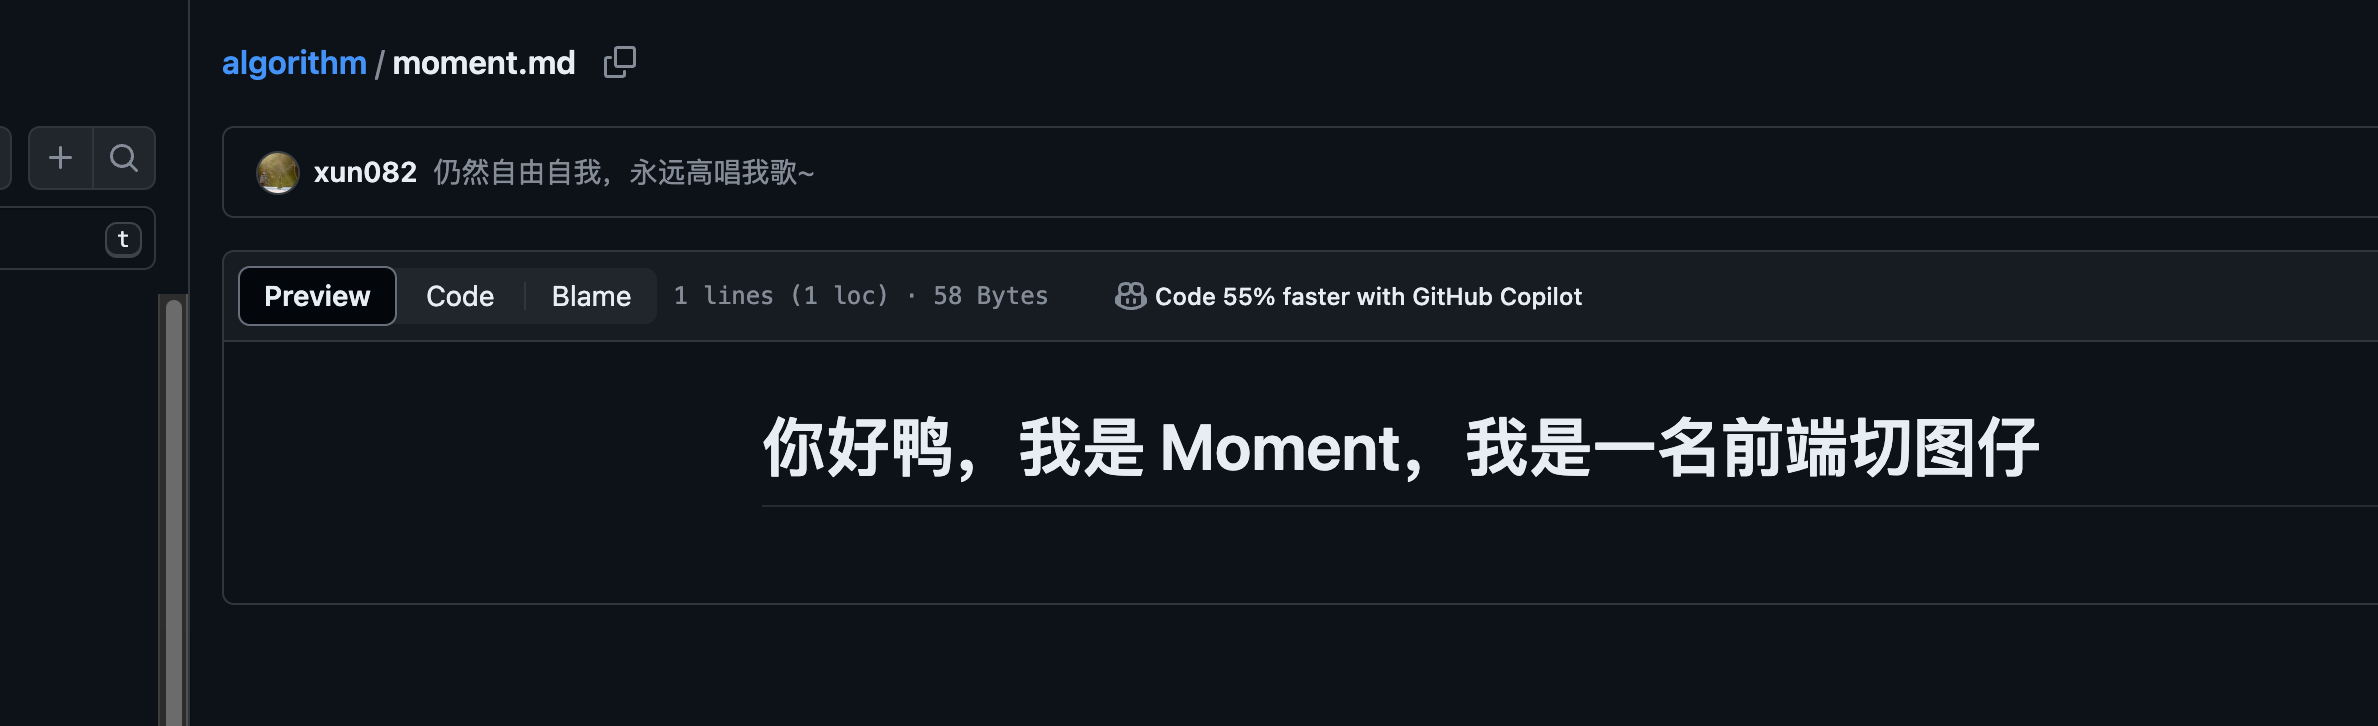 algorithm / moment.md
t
xun082 仍然自由自我，永远高唱我歌~
Preview Code Blame 1 lines (1 loc) · 58 Bytes Code 55% faster with GitHub Copilot
你好鸭，我是 Moment，我是一名前端切图仔